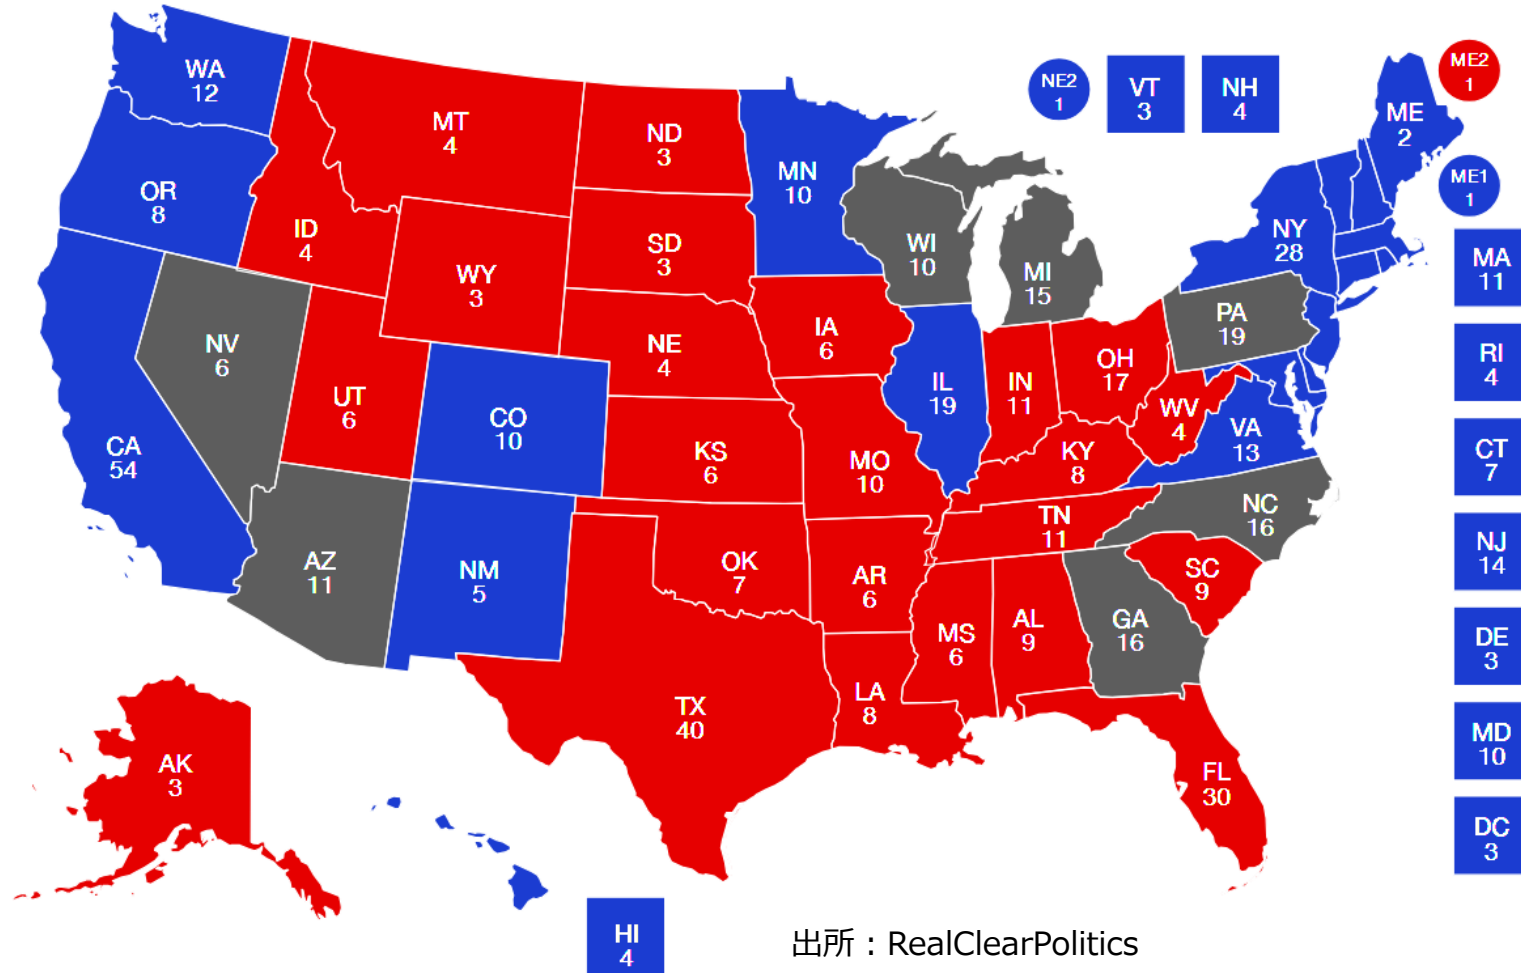 WA
12
OR
8
CA
54
NV
6
ID
4
MT
4
WY
3
UT
6
AZ
11
CO
10
NM
5
ND
3
SD
3
NE
4
KS
6
OK
7
TX
40
MN
10
IA
6
MO
10
AR
6
LA
8
WI
10
IL
19
MI
15
IN
11
OH
17
KY
8
TN
11
MS
6
AL
9
GA
16
FL
30
SC
9
NC
16
VA
13
WV
4
PA
19
NY
28
NE2
1
VT
3
NH
4
ME
2
ME2
1
ME1
1
MA
11
RI
4
CT
7
NJ
14
DE
3
MD
10
DC
3
AK
3
HI
4
出所：RealClearPolitics